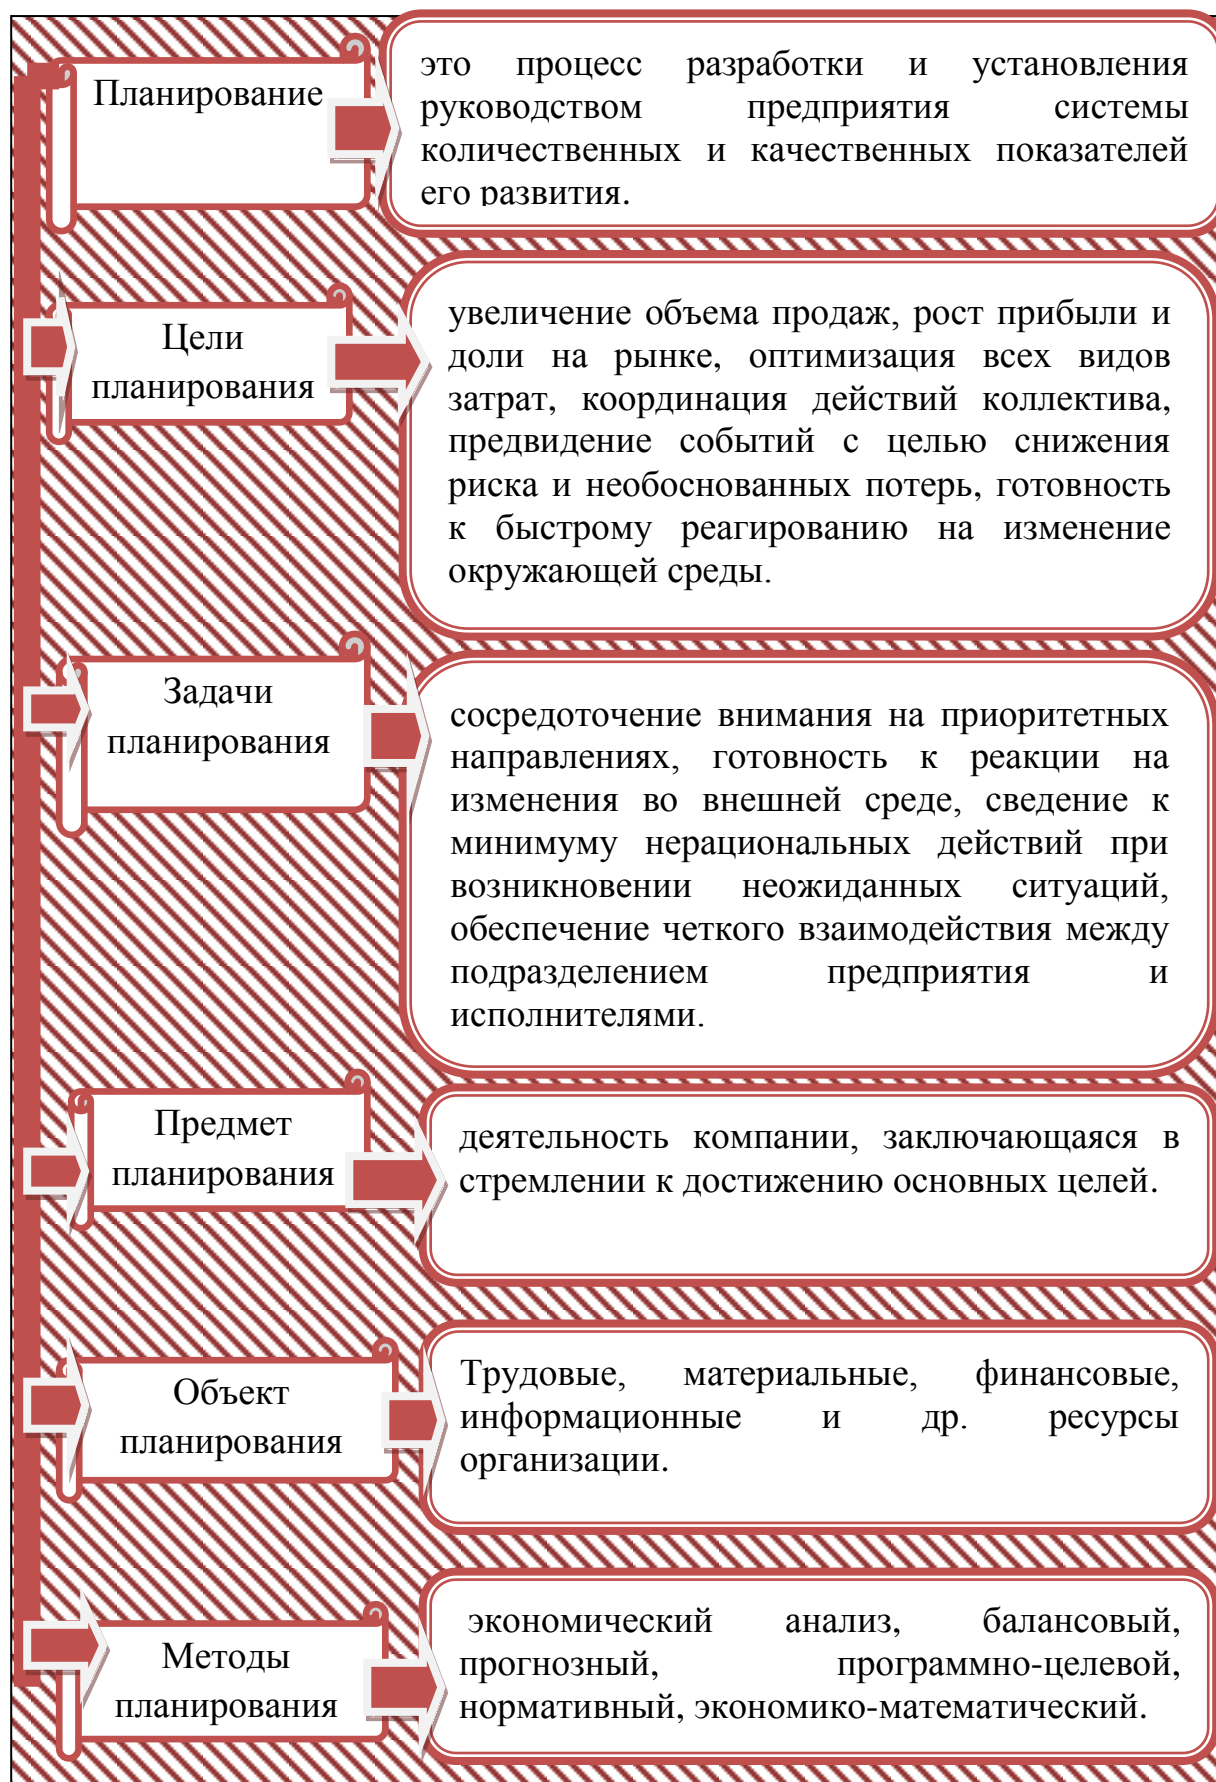 Планирование
это процесс разработки и установления
руководством предприятия системы
количественных и качественных показателей
его развития.
Цели
планирования
увеличение объема продаж, рост прибыли и
доли на рынке, оптимизация всех видов
затрат, координация действий коллектива,
предвидение событий с целью снижения
риска и необоснованных потерь, готовность
к быстрому реагированию на изменение
окружающей среды.
Задачи
планирования
сосредоточение внимания на приоритетных
направлениях, готовность к реакции на
изменения во внешней среде, сведение к
минимуму нерациональных действий при
возникновении неожиданных ситуаций,
обеспечение четкого взаимодействия между
подразделением предприятия и
исполнителями.
Предмет
планирования
деятельность компании, заключающаяся в
стремлении к достижению основных целей.
Объект
планирования
Трудовые, материальные, финансовые,
информационные и др. ресурсы
организации.
Методы
планирования
экономический анализ, балансовый,
прогнозный, программно-целевой,
нормативный, экономико-математический.